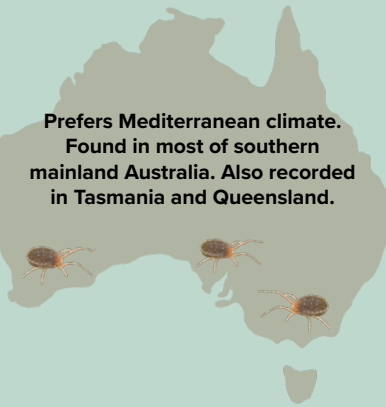 Prefers Mediterranean climate.
Found in most of southern
mainland Australia. Also recorded
in Tasmania and Queensland.